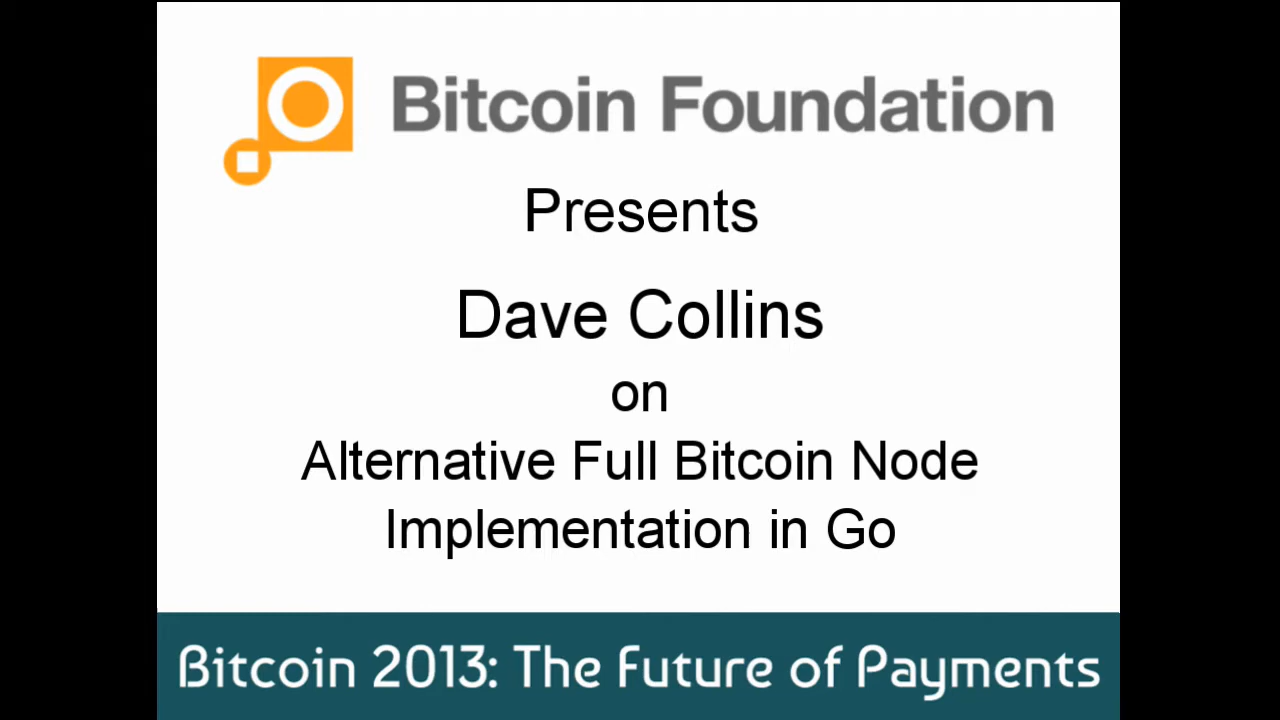 Bitcoin Foundation
Presents
Dave Collins
on
Alternative Full Bitcoin Node
Implementation in Go
Bitcoin 2013: The Future of Payments